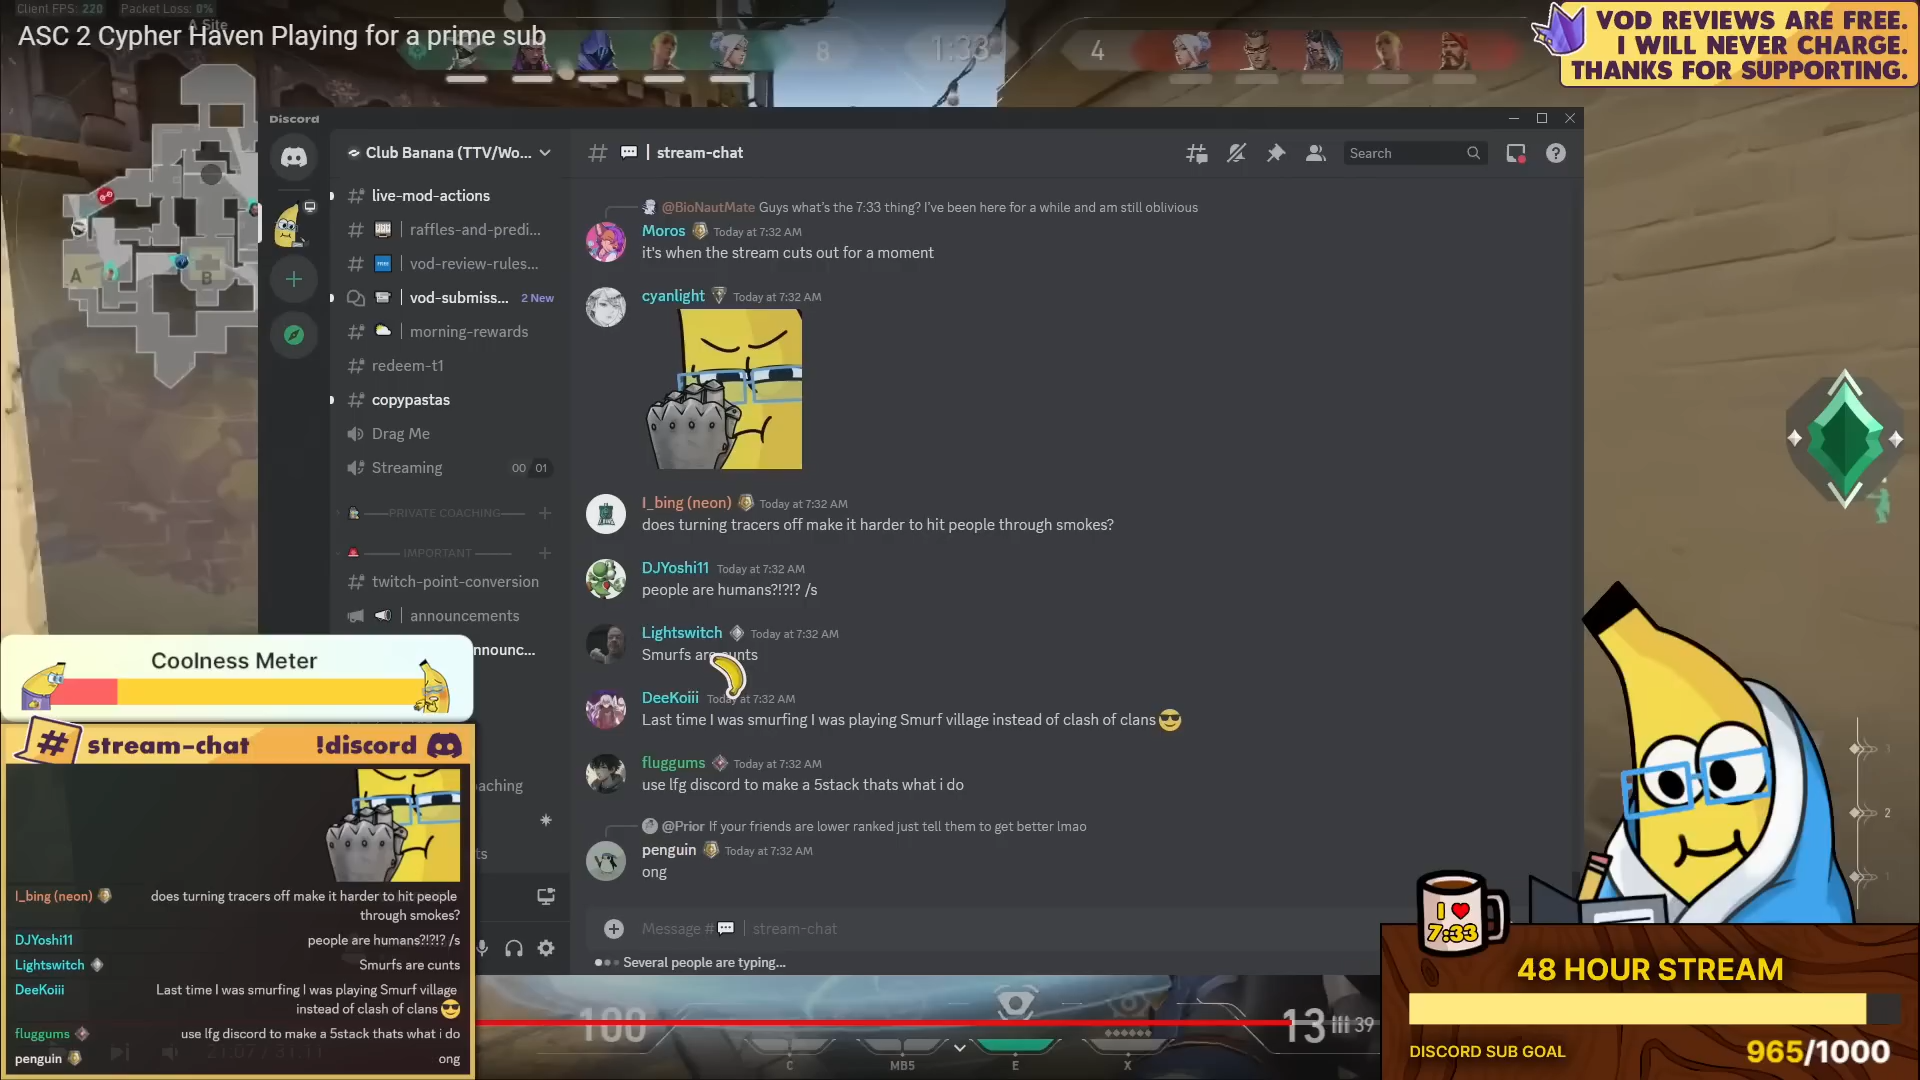 Client FPS: 220 Packet Loss: 0%
A Site
ASC 2 Cypher Haven Playing for a prime sub
8
1:33
4
VOD REVIEWS ARE FREE.
I WILL NEVER CHARGE.
THANKS FOR SUPPORTING.
A
B
Discord
Club Banana (TTV/Wo...
live-mod-actions
raffles-and-predi...
vod-review-rules...
vod-submiss... 2 New
morning-rewards
redeem-t1
copypastas
Drag Me
Streaming 00 01
PRIVATE COACHING
IMPORTANT
twitch-point-conversion
announcements
nnounc...
aching
ts
stream-chat
Search
@BioNautMate Guys what's the 7:33 thing? I've been here for a while and am still oblivious
Moros Today at 7:32 AM
it's when the stream cuts out for a moment
cyanlight Today at 7:32 AM
I_bing (neon) Today at 7:32 AM
does turning tracers off make it harder to hit people through smokes?
DJYoshi11 Today at 7:32 AM
people are humans?!?!? /s
Lightswitch Today at 7:32 AM
Smurfs are cunts
DeeKoiii Today at 7:32 AM
Last time I was smurfing I was playing Smurf village instead of clash of clans 😎
fluggums Today at 7:32 AM
use lfg discord to make a 5stack thats what i do
@Prior If your friends are lower ranked just tell them to get better lmao
penguin Today at 7:32 AM
ong
Message # stream-chat
Several people are typing...
Coolness Meter
# stream-chat !discord
I_bing (neon) does turning tracers off make it harder to hit people
through smokes?
DJYoshi11 people are humans?!?!? /s
Lightswitch Smurfs are cunts
DeeKoiii Last time I was smurfing I was playing Smurf village
instead of clash of clans 😎
fluggums use lfg discord to make a 5stack thats what i do
penguin ong
100
13 39
C
MB5
E
X
2
I ❤ 7:33
48 HOUR STREAM
DISCORD SUB GOAL 965/1000